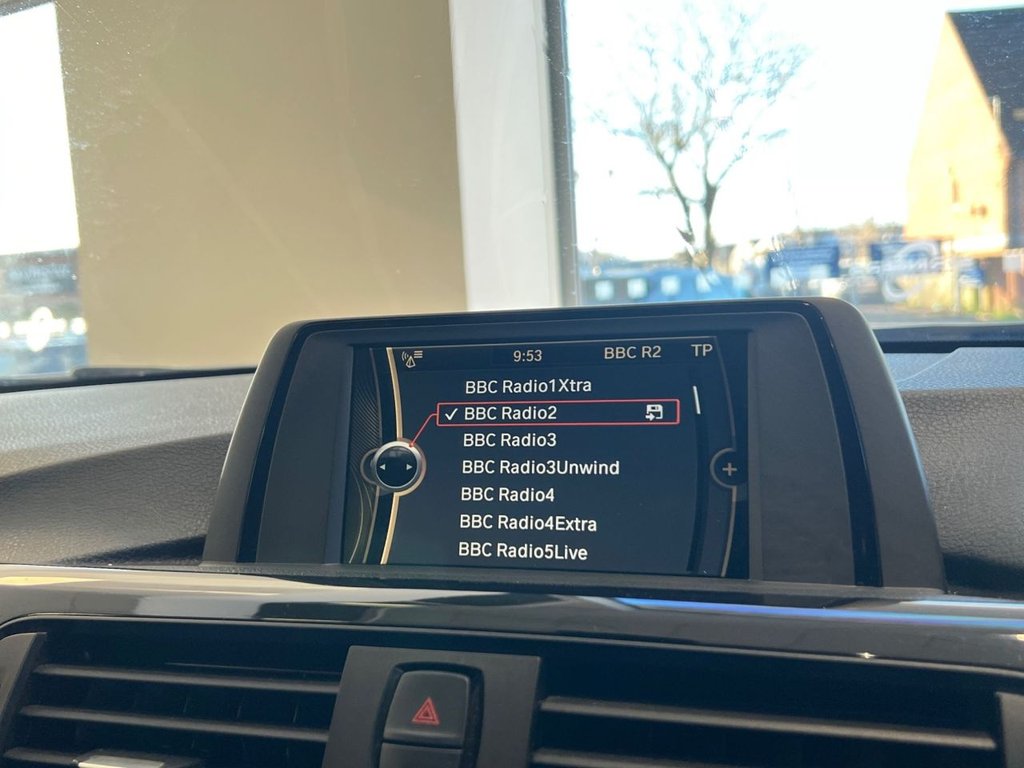 9:53 BBC R2 TP
BBC Radio1Xtra
BBC Radio2
BBC Radio3
BBC Radio3Unwind
BBC Radio4
BBC Radio4Extra
BBC Radio5Live